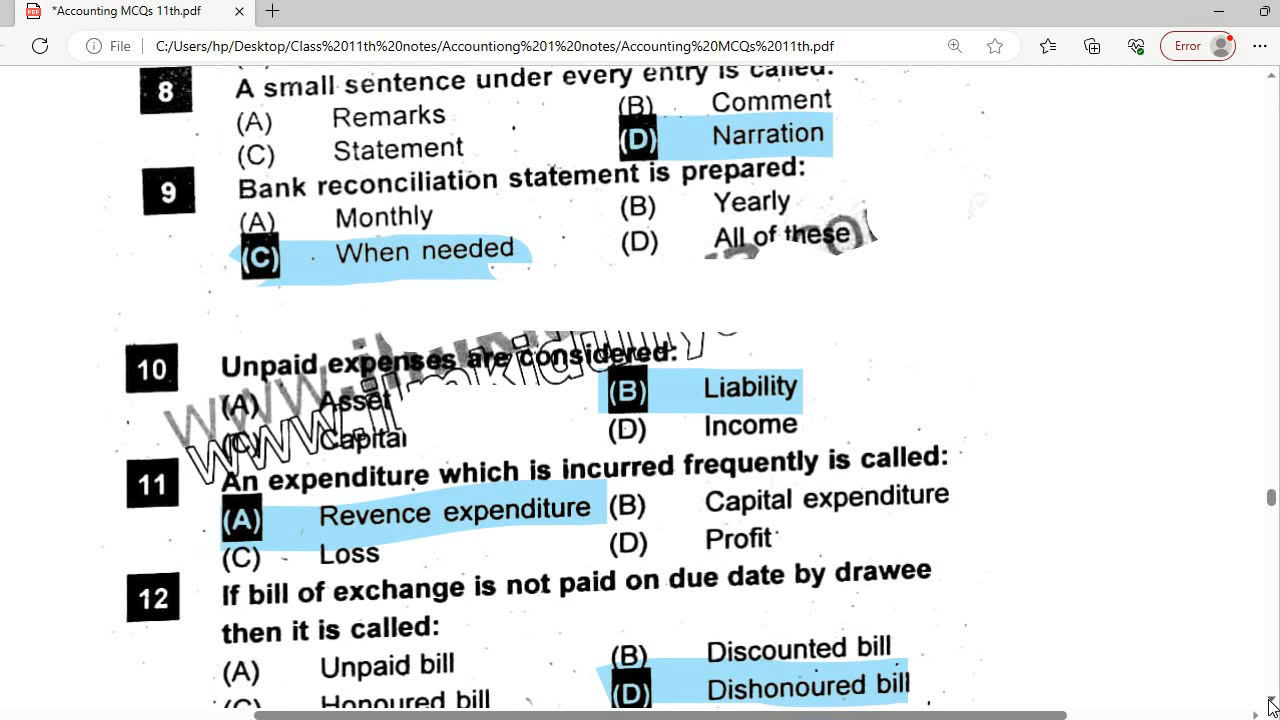 *Accounting MCQs 11th.pdf
File C:/Users/hp/Desktop/Class%2011th%20notes/Accountiong%201%20notes/Accounting%20MCQs%2011th.pdf Error
8 A small sentence under every entry is called:
(A) Remarks (B) Comment
(C) Statement (D) Narration
9 Bank reconciliation statement is prepared:
(A) Monthly (B) Yearly
(C) When needed (D) All of these
10 Unpaid expenses are considered:
(A) Asset (B) Liability
(C) Capital (D) Income
11 An expenditure which is incurred frequently is called:
(A) Revence expenditure (B) Capital expenditure
(C) Loss (D) Profit
12 If bill of exchange is not paid on due date by drawee
then it is called:
(A) Unpaid bill (B) Discounted bill
(C) Honoured bill (D) Dishonoured bill